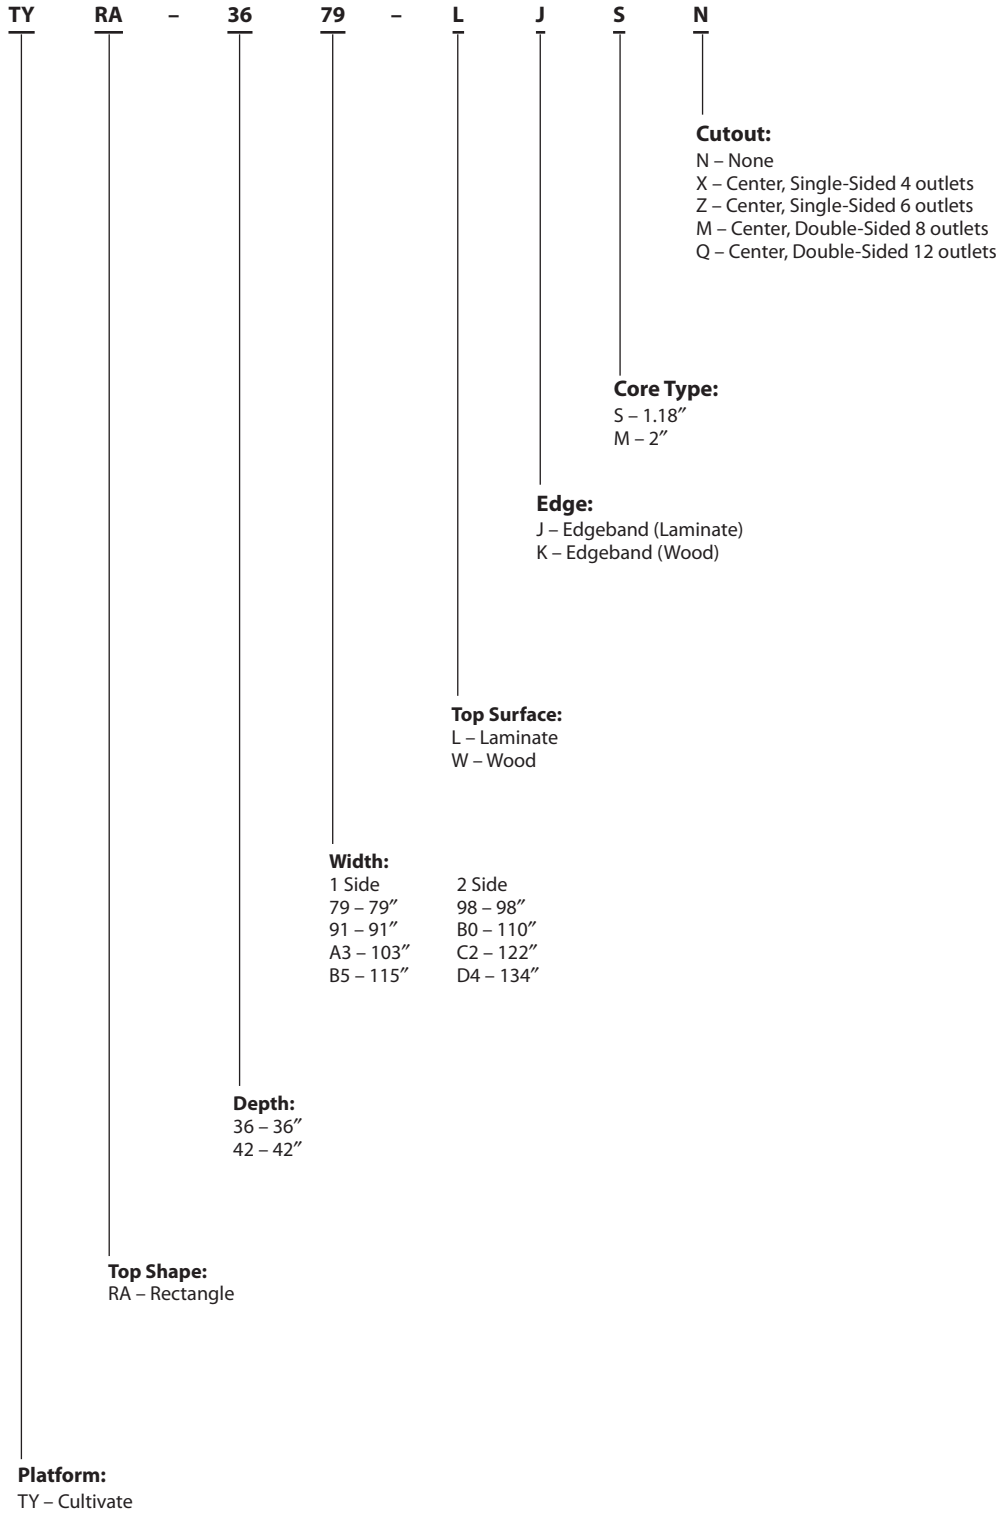 TY RA – 36 79 – L J S N
Cutout:
N – None
X – Center, Single-Sided 4 outlets
Z – Center, Single-Sided 6 outlets
M – Center, Double-Sided 8 outlets
Q – Center, Double-Sided 12 outlets
Core Type:
S – 1.18″
M – 2″
Edge:
J – Edgeband (Laminate)
K – Edgeband (Wood)
Top Surface:
L – Laminate
W – Wood
Width:
1 Side 2 Side
79 – 79″ 98 – 98″
91 – 91″ B0 – 110″
A3 – 103″ C2 – 122″
B5 – 115″ D4 – 134″
Depth:
36 – 36″
42 – 42″
Top Shape:
RA – Rectangle
Platform:
TY – Cultivate